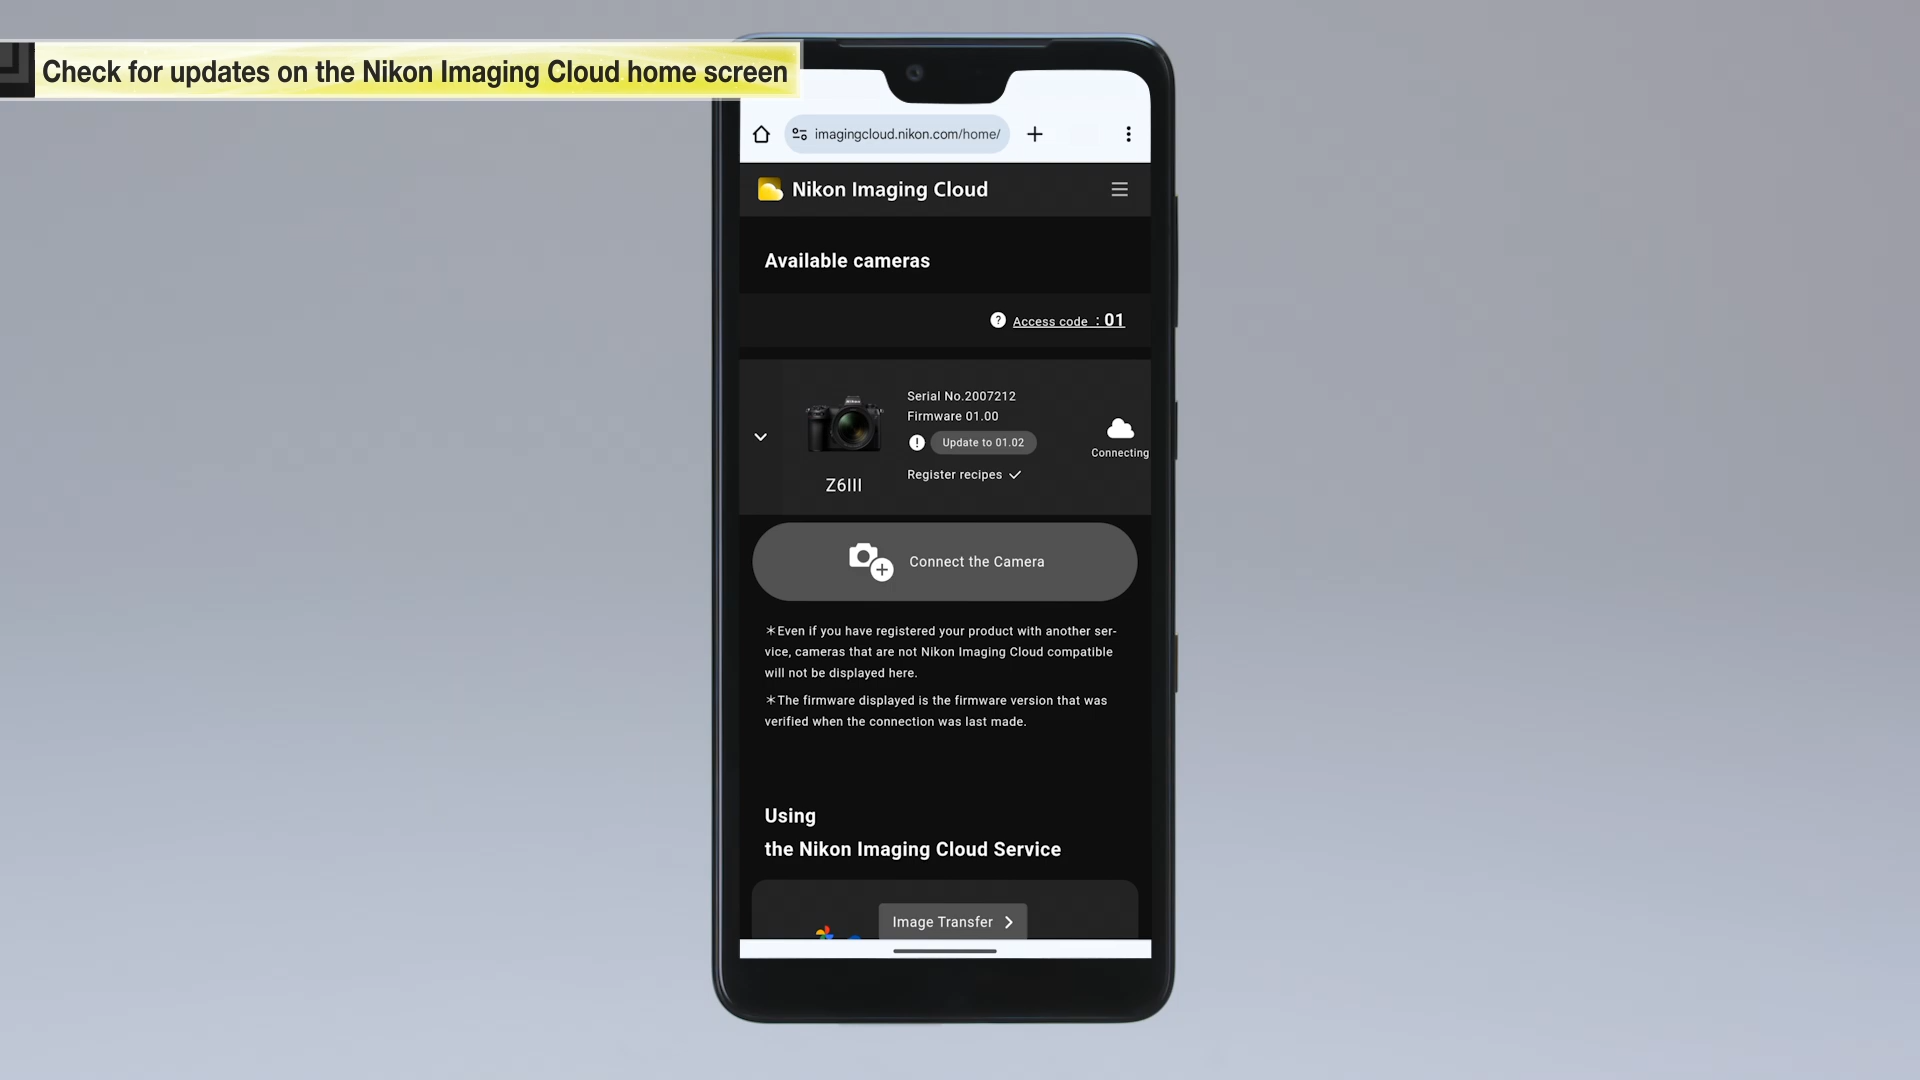 Check for updates on the Nikon Imaging Cloud home screen
imagingcloud.nikon.com/home/
Nikon Imaging Cloud
Available cameras
? Access code : 01
Serial No.2007212
Firmware 01.00
! Update to 01.02
Connecting
Register recipes
Nikon
Z6III
Connect the Camera
*Even if you have registered your product with another ser-
vice, cameras that are not Nikon Imaging Cloud compatible
will not be displayed here.
*The firmware displayed is the firmware version that was
verified when the connection was last made.
Using
the Nikon Imaging Cloud Service
Image Transfer